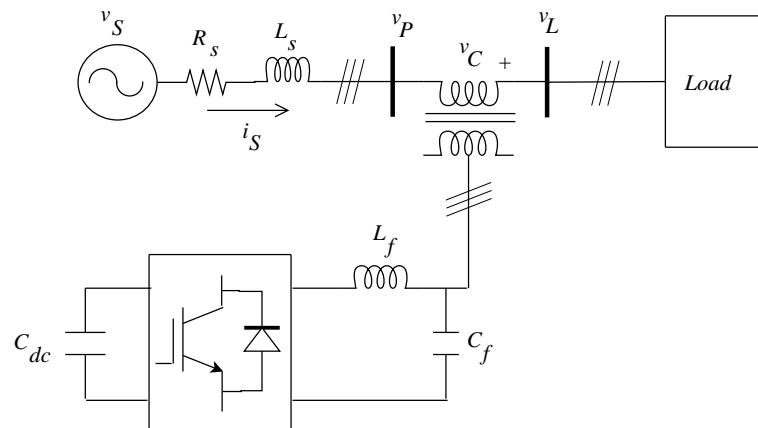 v_S
R_s
L_s
v_P
v_C +
v_L
Load
i_S
L_f
C_dc
C_f